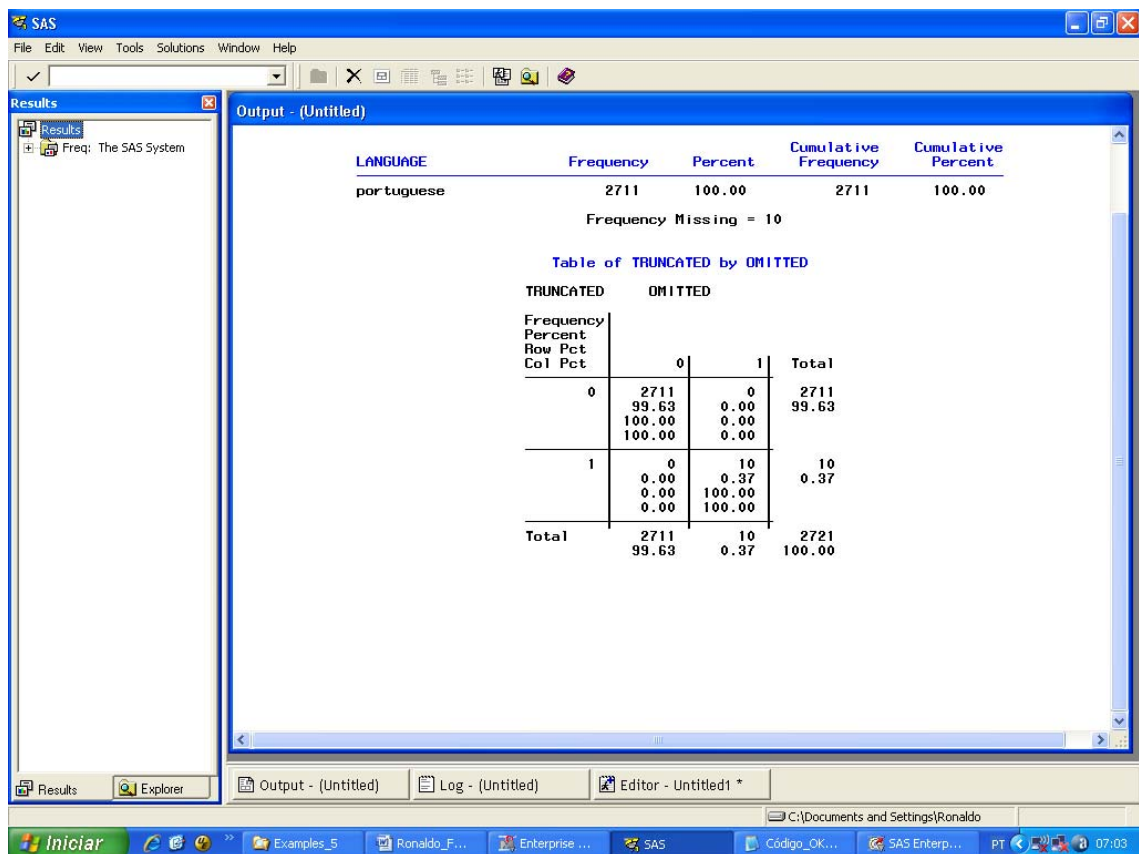 SAS
File Edit View Tools Solutions Window Help
Results
Results
Freq: The SAS System
Output - (Untitled)
LANGUAGE Frequency Percent Cumulative Frequency Cumulative Percent
portuguese 2711 100.00 2711 100.00
Frequency Missing = 10
Table of TRUNCATED by OMITTED
TRUNCATED OMITTED
Frequency
Percent
Row Pct
Col Pct 0 1 Total
0 2711 0 2711
99.63 0.00 99.63
100.00 0.00
100.00 0.00
1 0 10 10
0.00 0.37 0.37
0.00 100.00
0.00 100.00
Total 2711 10 2721
99.63 0.37 100.00
Results Explorer
Output - (Untitled) Log - (Untitled) Editor - Untitled1 *
C:\Documents and Settings\Ronaldo
Iniciar Examples_5 Ronaldo_F... Enterprise ... SAS Código_OK... SAS Enterp... PT 07:03